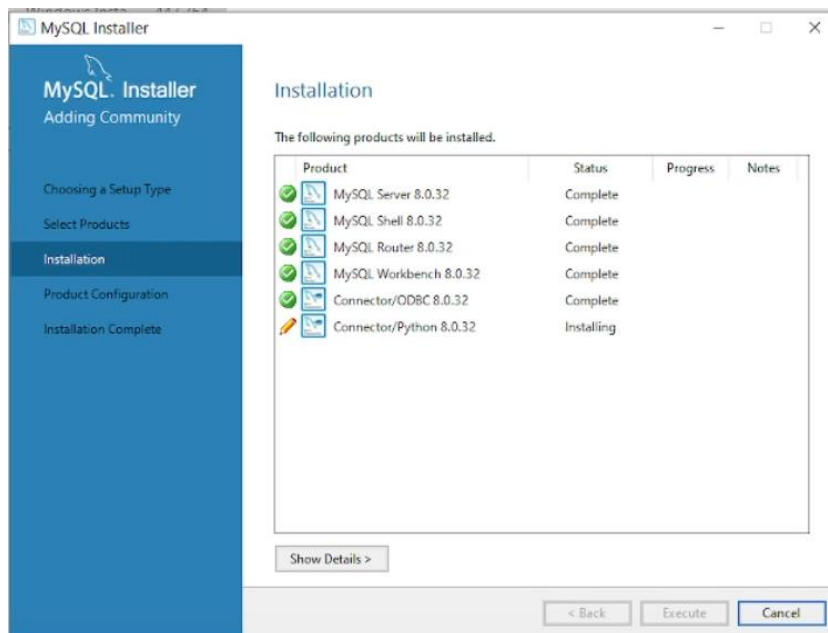 MySQL Installer
MySQL. Installer
Adding Community
Choosing a Setup Type
Select Products
Installation
Product Configuration
Installation Complete
Installation
The following products will be installed.
Product Status Progress Notes
MySQL Server 8.0.32 Complete
MySQL Shell 8.0.32 Complete
MySQL Router 8.0.32 Complete
MySQL Workbench 8.0.32 Complete
Connector/ODBC 8.0.32 Complete
Connector/Python 8.0.32 Installing
Show Details >
< Back Execute Cancel